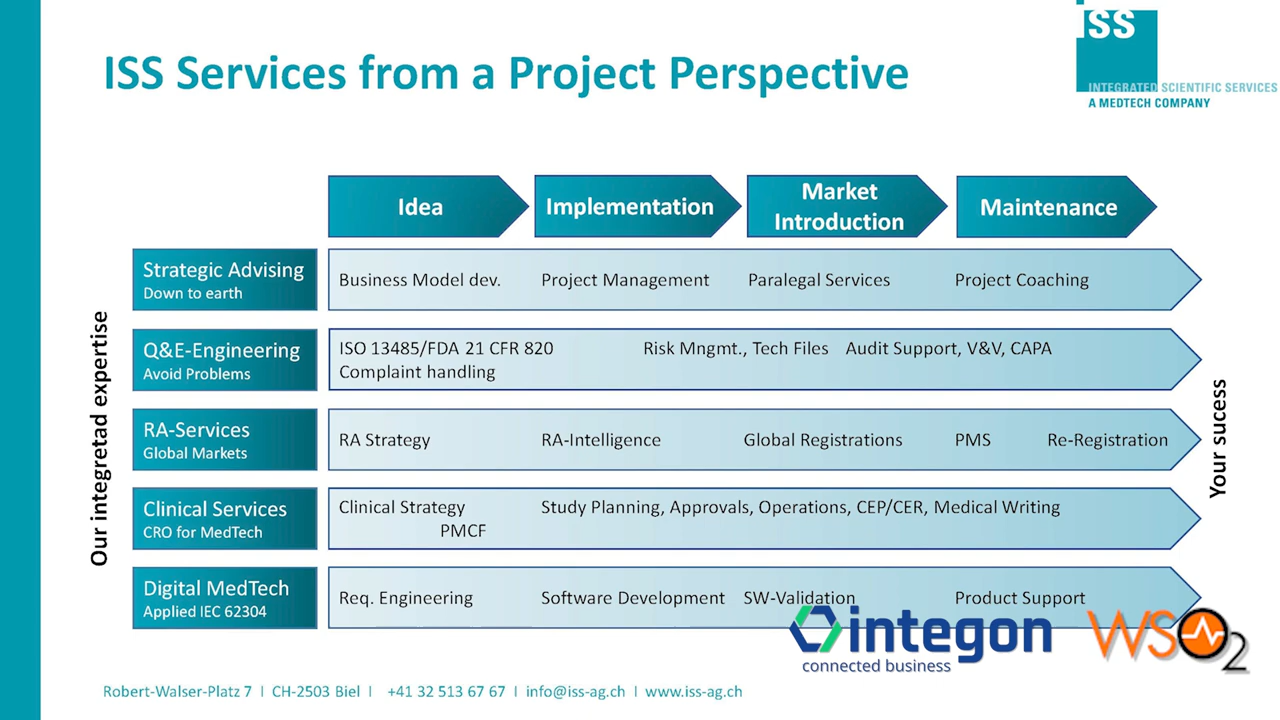 ISS Services from a Project Perspective
iss
INTEGRATED SCIENTIFIC SERVICES
A MEDTECH COMPANY
Idea
Implementation
Market
Introduction
Maintenance
Our integretad expertise
Strategic Advising
Down to earth
Business Model dev. Project Management Paralegal Services Project Coaching
Q&E-Engineering
Avoid Problems
ISO 13485/FDA 21 CFR 820 Risk Mngmt., Tech Files Audit Support, V&V, CAPA
Complaint handling
RA-Services
Global Markets
RA Strategy RA-Intelligence Global Registrations PMS Re-Registration
Clinical Services
CRO for MedTech
Clinical Strategy Study Planning, Approvals, Operations, CEP/CER, Medical Writing
PMCF
Digital MedTech
Applied IEC 62304
Req. Engineering Software Development SW-Validation Product Support
Your sucess
integon
connected business
WSO2
Robert-Walser-Platz 7 I CH-2503 Biel I +41 32 513 67 67 I info@iss-ag.ch I www.iss-ag.ch